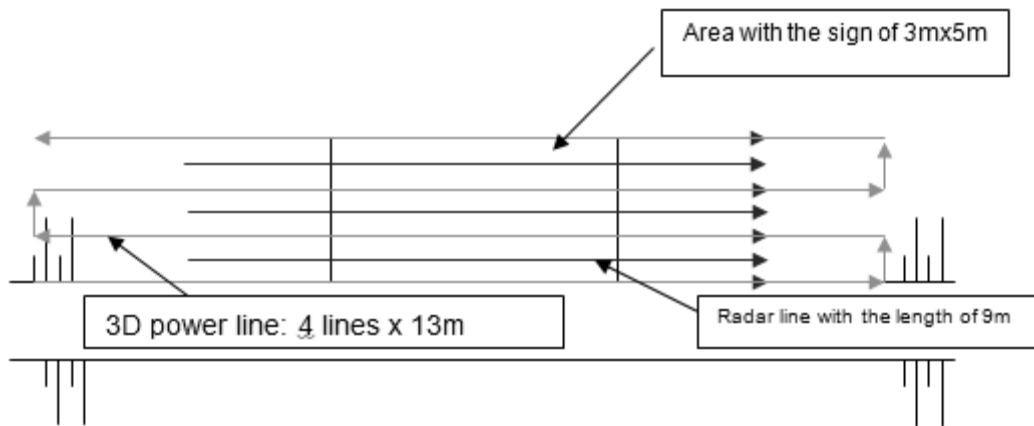 Area with the sign of 3mx5m
3D power line: 4 lines x 13m
Radar line with the length of 9m